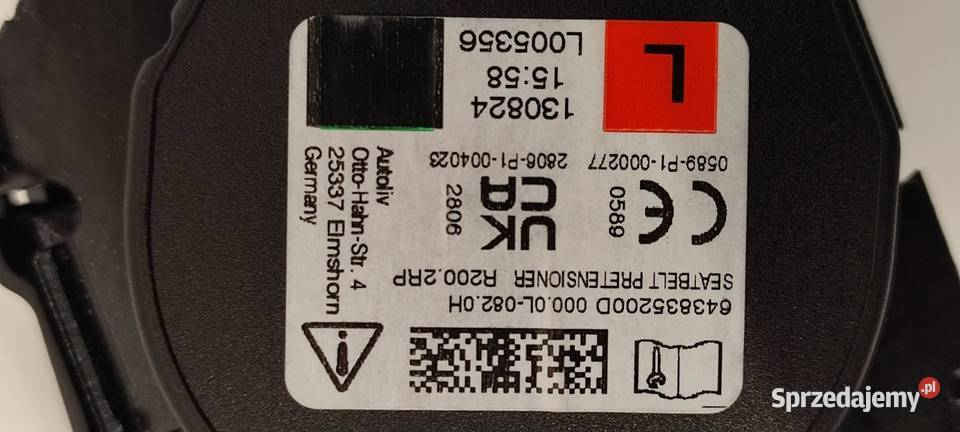 643835200D 000.0L-082.0H
SEATBELT PRETENSIONER R200.2RP
CE
0589
UK
CA
2806
0589-P1-000277
2806-P1-004023
Autoliv
Otto-Hahn-Str. 4
25337 Elmshorn
Germany
L
130824
15:58
L005356
Sprzedajemy.pl